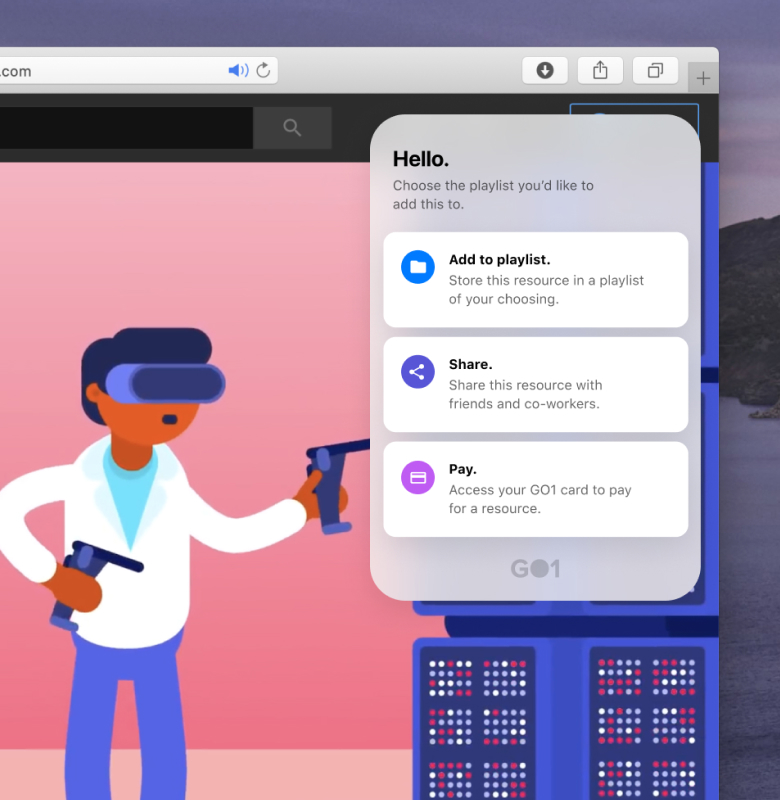 .com
Hello.
Choose the playlist you’d like to
add this to.
Add to playlist.
Store this resource in a playlist
of your choosing.
Share.
Share this resource with
friends and co-workers.
Pay.
Access your GO1 card to pay
for a resource.
GO1